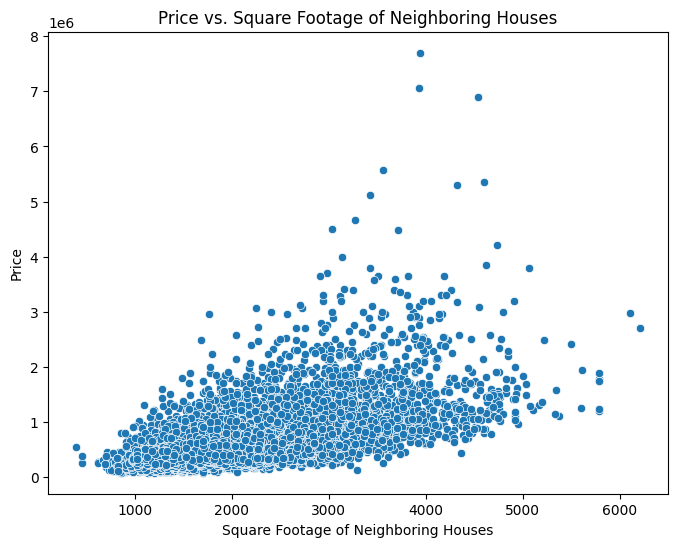 Price vs. Square Footage of Neighboring Houses
1e6
8
7
6
5
4
3
2
1
0
Price
1000 2000 3000 4000 5000 6000
Square Footage of Neighboring Houses